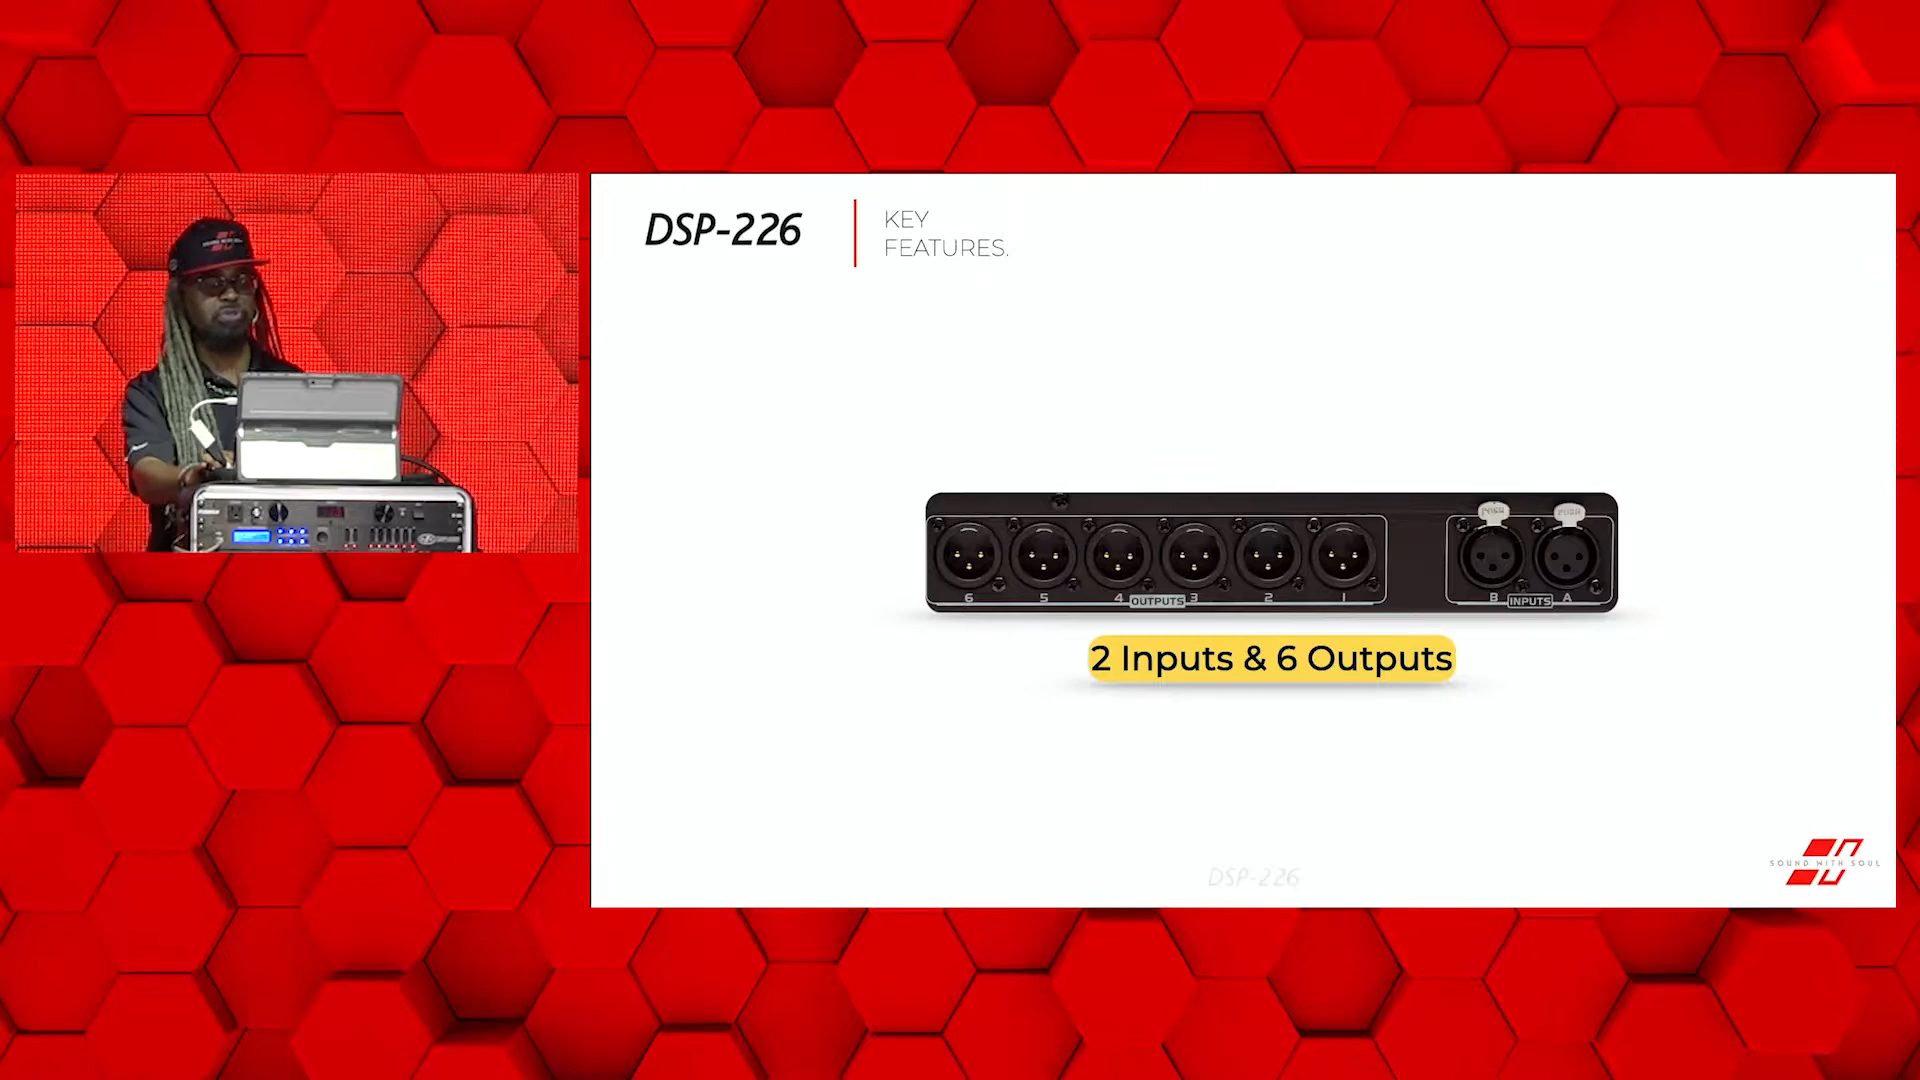 DSP-226
KEY
FEATURES.
PUSH PUSH
6 5 4 3 2 1 B A
OUTPUTS INPUTS
2 Inputs & 6 Outputs
DSP-226
SOUND WITH SOUL